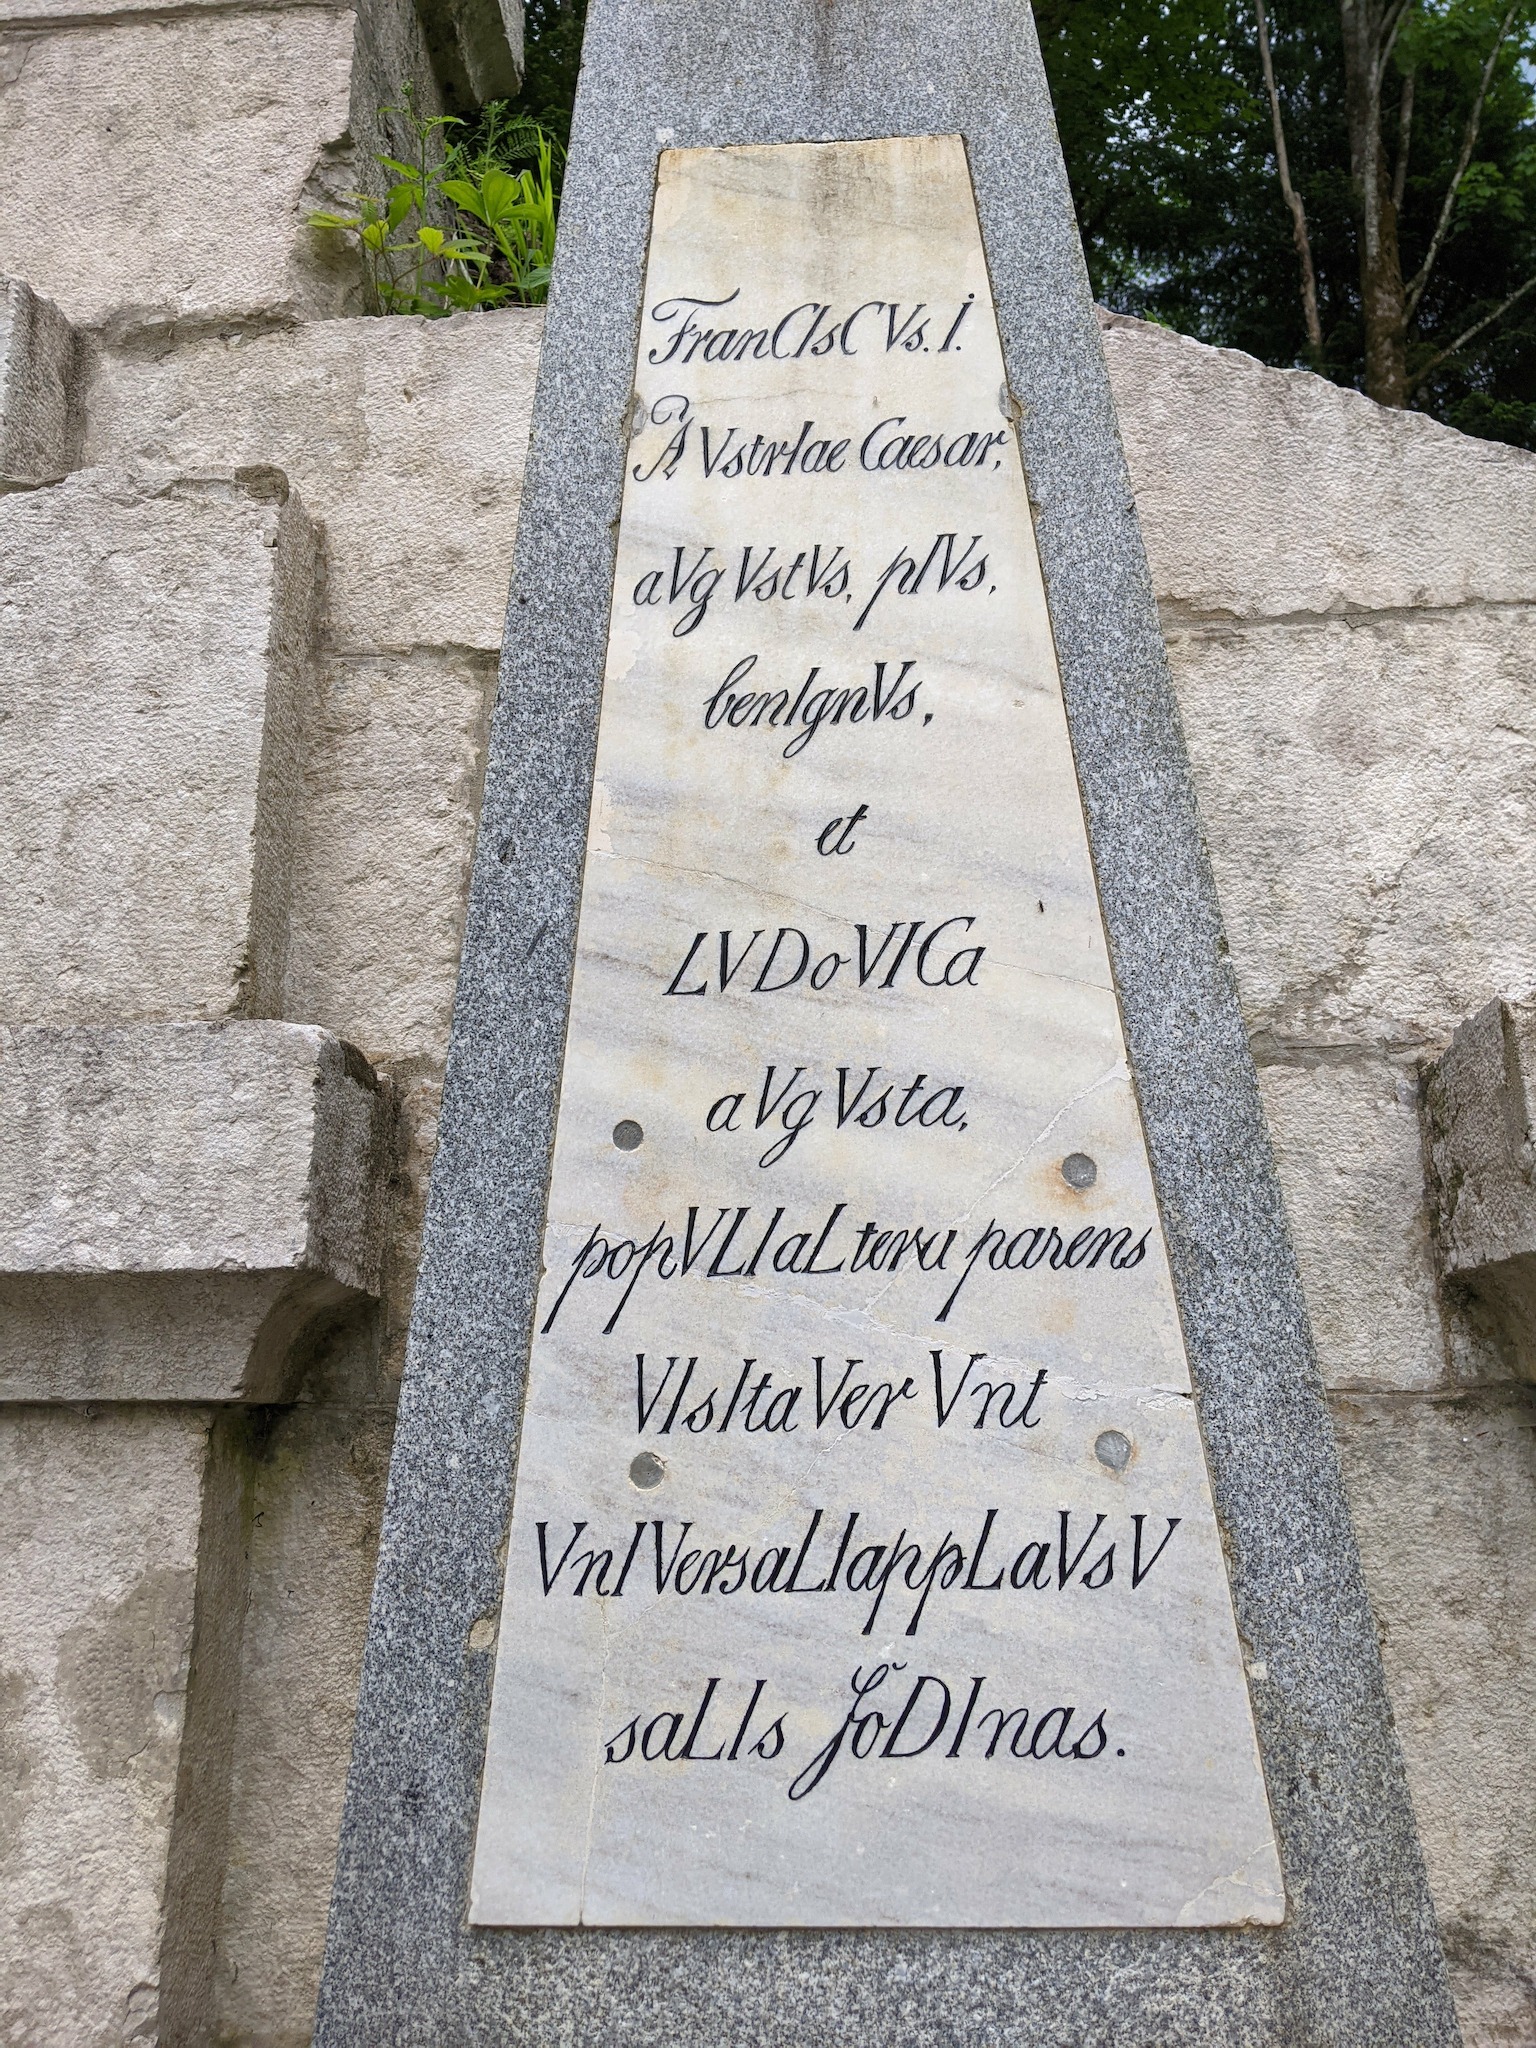 FranCIsCVs. I.
AVstrIae Caesar,
aVgVstVs, pIVs,
benIgnVs,
et
LVDoVICa
aVgVsta,
popVLI aLtera parens
VIsItaVerVnt
VnIVersaLI appLaVsV
saLIs foDInas.